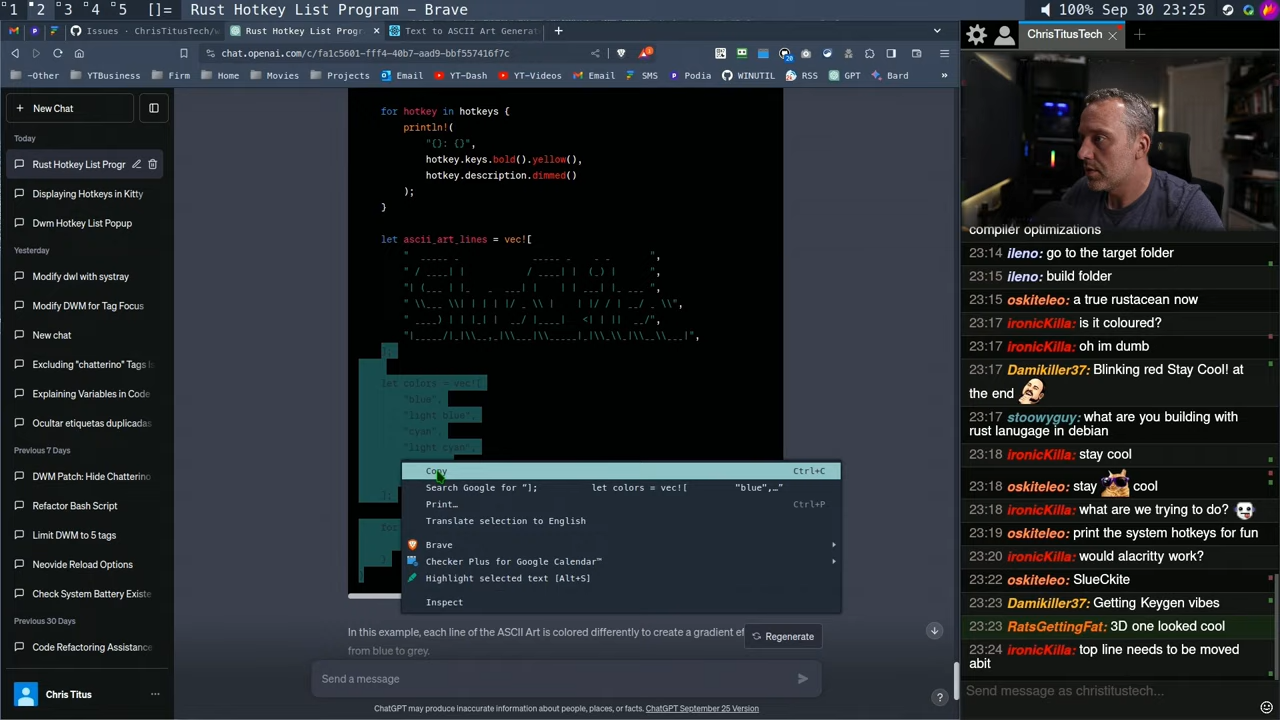 1 2 3 4 5 []= Rust Hotkey List Program - Brave 100% Sep 30 23:25
Issues · ChrisTitusTech/w
Rust Hotkey List Program
Text to ASCII Art Generat
chat.openai.com/c/fa1c5601-fff4-40b7-aad9-bbf557416f7c
-Other YTBusiness Firm Home Movies Projects Email YT-Dash YT-Videos Email SMS Podia WINUTIL RSS GPT Bard »
New Chat
Today
Rust Hotkey List Progr
Displaying Hotkeys in Kitty
Dwm Hotkey List Popup
Yesterday
Modify dwl with systray
Modify DWM for Tag Focus
New chat
Excluding "chatterino" Tags i
Explaining Variables in Code
Ocultar etiquetas duplicadas
Previous 7 Days
DWM Patch: Hide Chatterino
Refactor Bash Script
Limit DWM to 5 tabs
Neovide Reload Options
Check System Battery Existe
Previous 30 Days
Code Refactoring Assistance
Chris Titus
for hotkey in hotkeys {
println!(
"{}: {}",
hotkey.keys.bold().yellow(),
hotkey.description.dimmed()
);
}
let ascii_art_lines = vec![
];
let colors = vec![
"blue",
"light blue",
"cyan",
"light cyan",
];
for
}
}
Copy Ctrl+C
Search Google for “]; let colors = vec![ "blue",…”
Print… Ctrl+P
Translate selection to English
Brave
Checker Plus for Google Calendar™
Highlight selected text [Alt+S]
Inspect
In this example, each line of the ASCII Art is colored differently to create a gradient ef
from blue to grey.
Regenerate
Send a message
ChatGPT may produce inaccurate information about people, places, or facts. ChatGPT September 25 Version
?
ChrisTitusTech
compiler optimizations
23:14 ileno: go to the target folder
23:15 ileno: build folder
23:15 oskiteleo: a true rustacean now
23:17 ironicKilla: is it coloured?
23:17 ironicKilla: oh im dumb
23:17 Damikiller37: Blinking red Stay Cool! at
the end
23:17 stoowyguy: what are you building with
rust lanugage in debian
23:18 ironicKilla: stay cool
23:18 oskiteleo: stay cool
23:18 ironicKilla: what are we trying to do?
23:19 oskiteleo: print the system hotkeys for fun
23:20 ironicKilla: would alacritty work?
23:22 oskiteleo: SlueCkite
23:23 Damikiller37: Getting Keygen vibes
23:23 RatsGettingFat: 3D one looked cool
23:24 ironicKilla: top line needs to be moved
abit
Send message as christitustech...